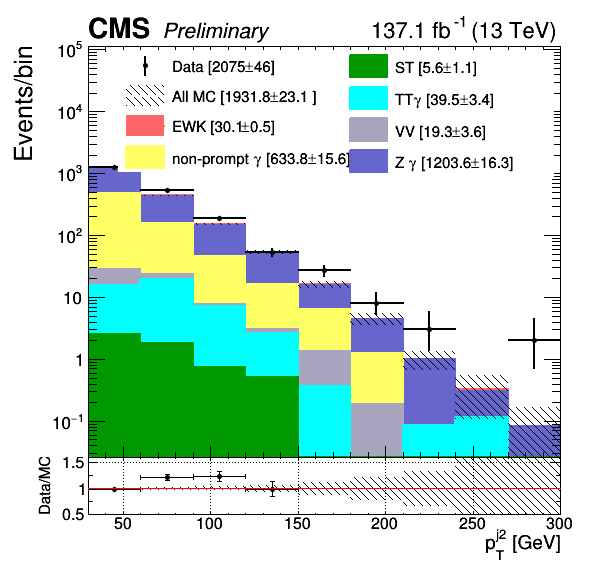 CMS Preliminary 137.1 fb⁻¹ (13 TeV)
Events/bin
10⁵
10⁴
10³
10²
10
1
10⁻¹
Data [2075±46]
All MC [1931.8±23.1 ]
EWK [30.1±0.5]
non-prompt γ [633.8±15.6]
ST [5.6±1.1]
TTγ [39.5±3.4]
VV [19.3±3.6]
Z γ [1203.6±16.3]
Data/MC
1.5
1
0.5
50 100 150 200 250 300
p_T^j2 [GeV]